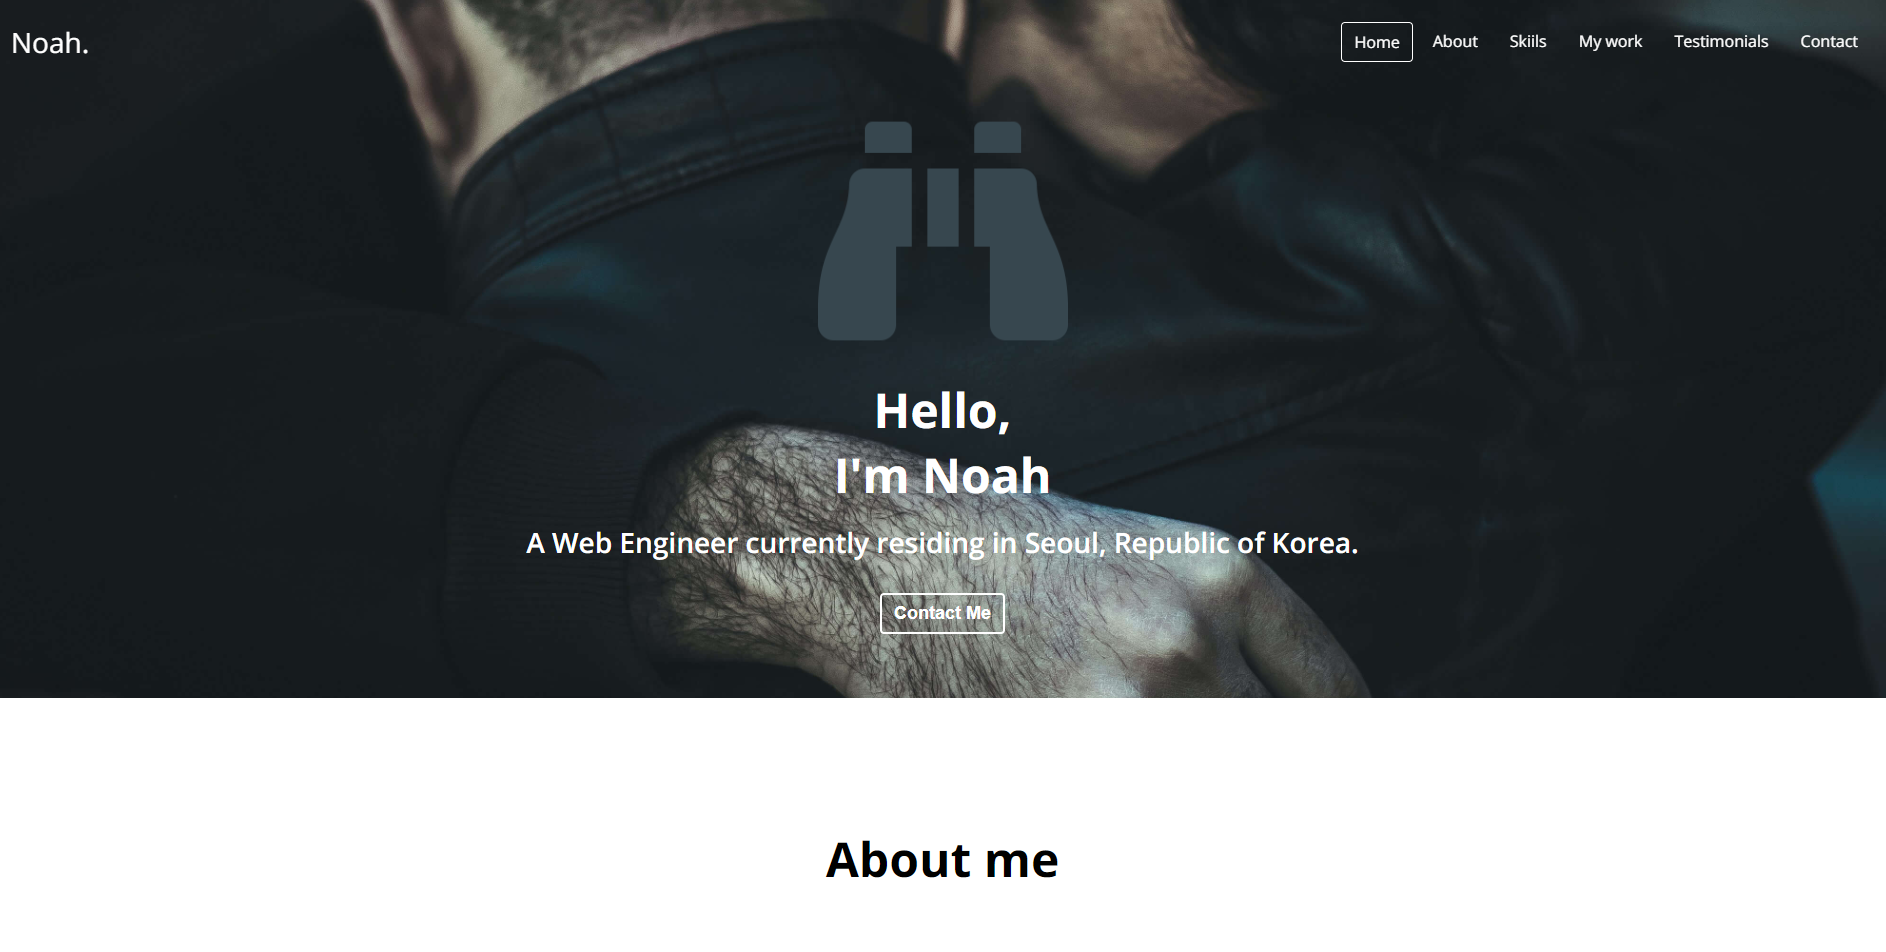 Noah.
Home About Skiils My work Testimonials Contact
Hello,
I'm Noah
A Web Engineer currently residing in Seoul, Republic of Korea.
Contact Me
About me